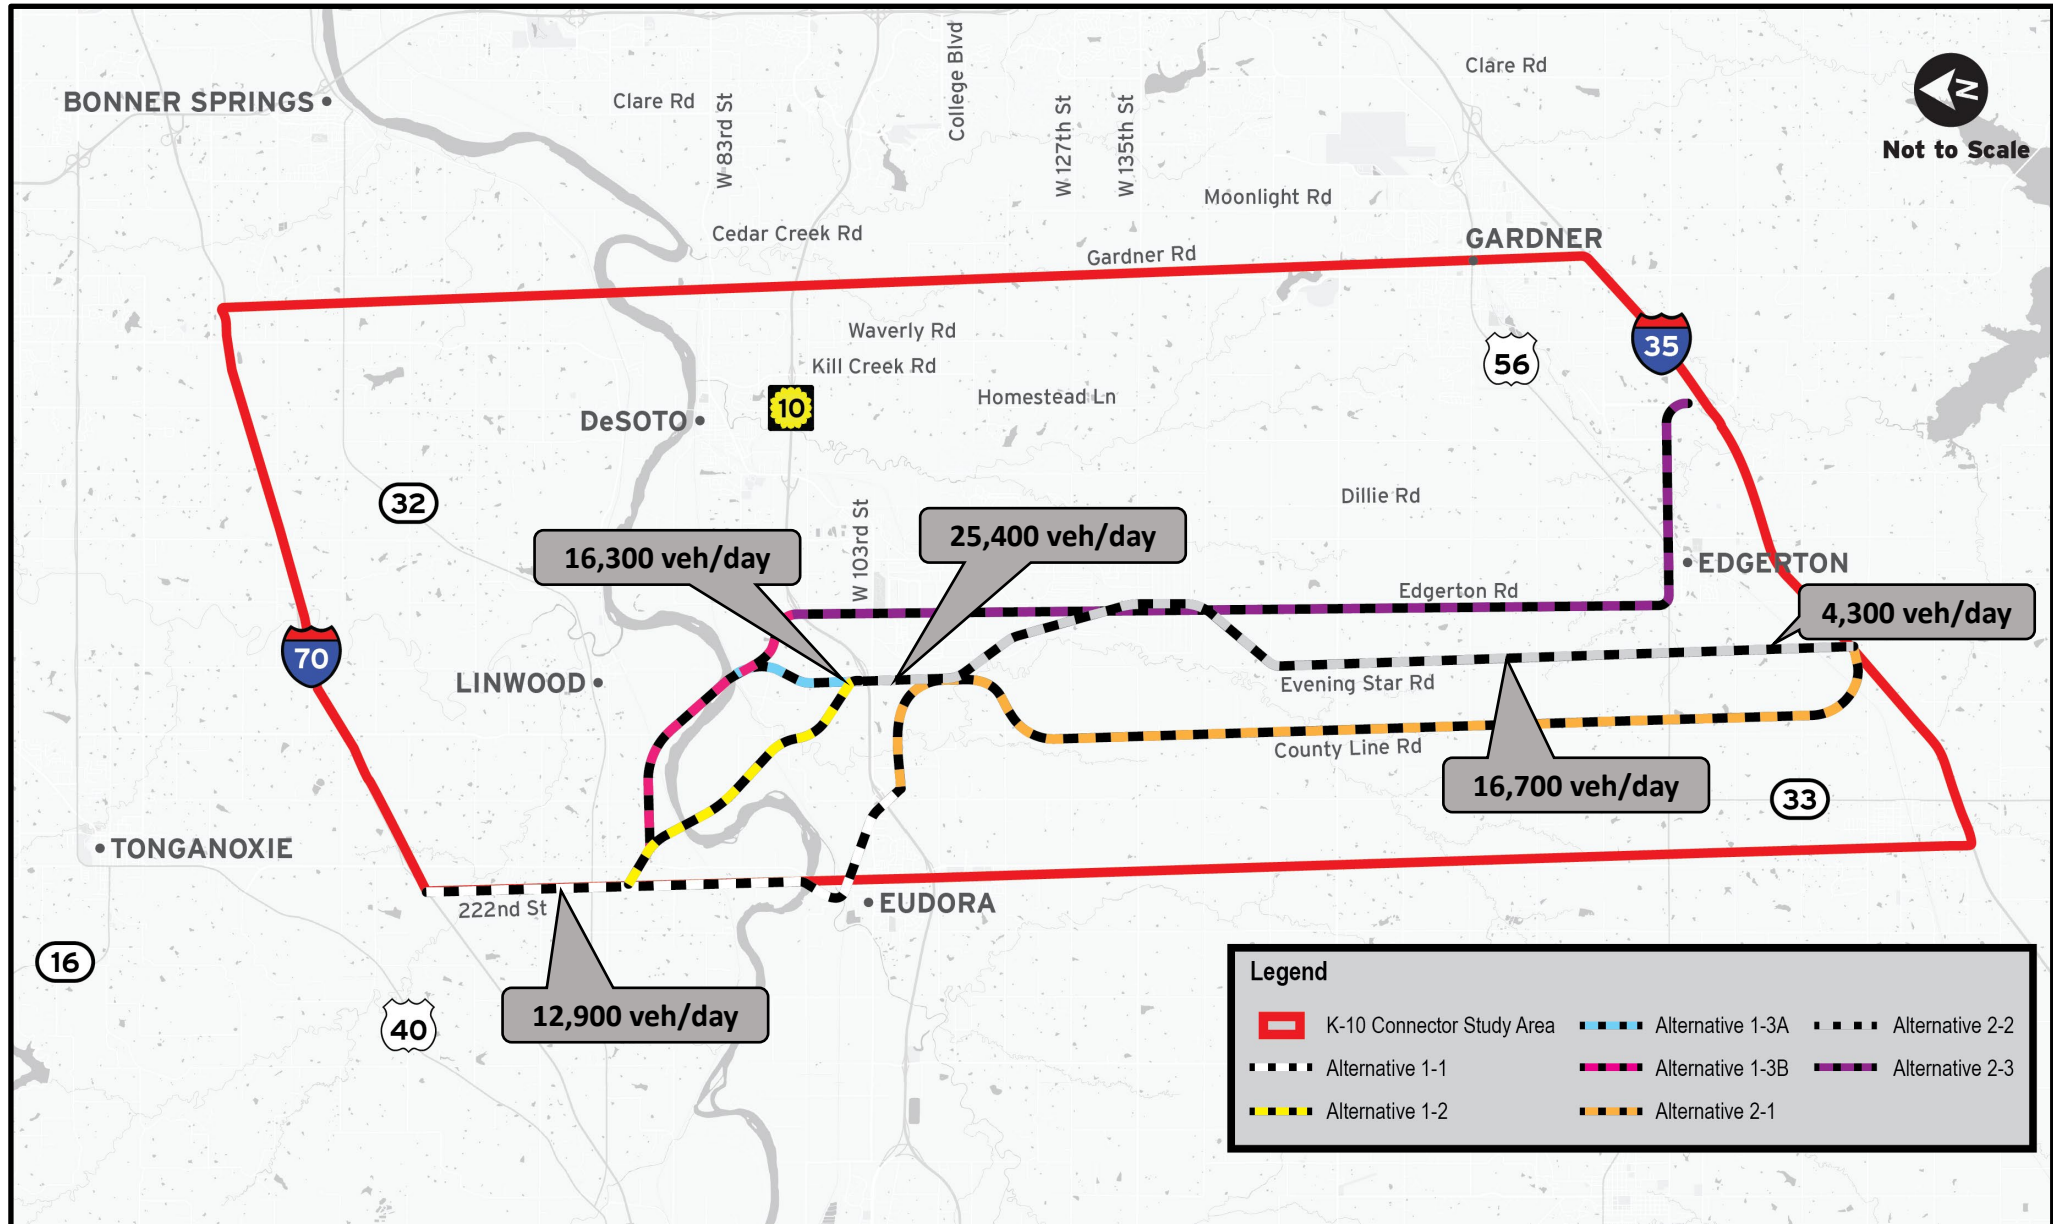 College Blvd
Clare Rd
BONNER SPRINGS
Clare Rd
W 83rd St
W 127th St
W 135th St
N
Not to Scale
Moonlight Rd
Cedar Creek Rd
Gardner Rd
GARDNER
Waverly Rd
35
56
Kill Creek Rd
Homestead Ln
10
DeSOTO
32
Dillie Rd
W 103rd St
25,400 veh/day
16,300 veh/day
EDGERTON
Edgerton Rd
4,300 veh/day
70
LINWOOD
Evening Star Rd
County Line Rd
16,700 veh/day
33
TONGANOXIE
222nd St
EUDORA
16
12,900 veh/day
40
Legend
K-10 Connector Study Area
Alternative 1-1
Alternative 1-2
Alternative 1-3A
Alternative 1-3B
Alternative 2-1
Alternative 2-2
Alternative 2-3